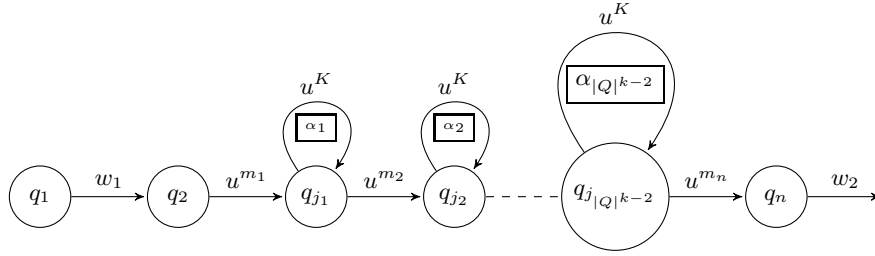 u^K
u^K u^K
α_{|Q|^{k-2}}
α_1 α_2
w_1 u^{m_1} u^{m_2} u^{m_n} w_2
q_1 q_2 q_{j_1} q_{j_2} q_{j_{|Q|^{k-2}}} q_n